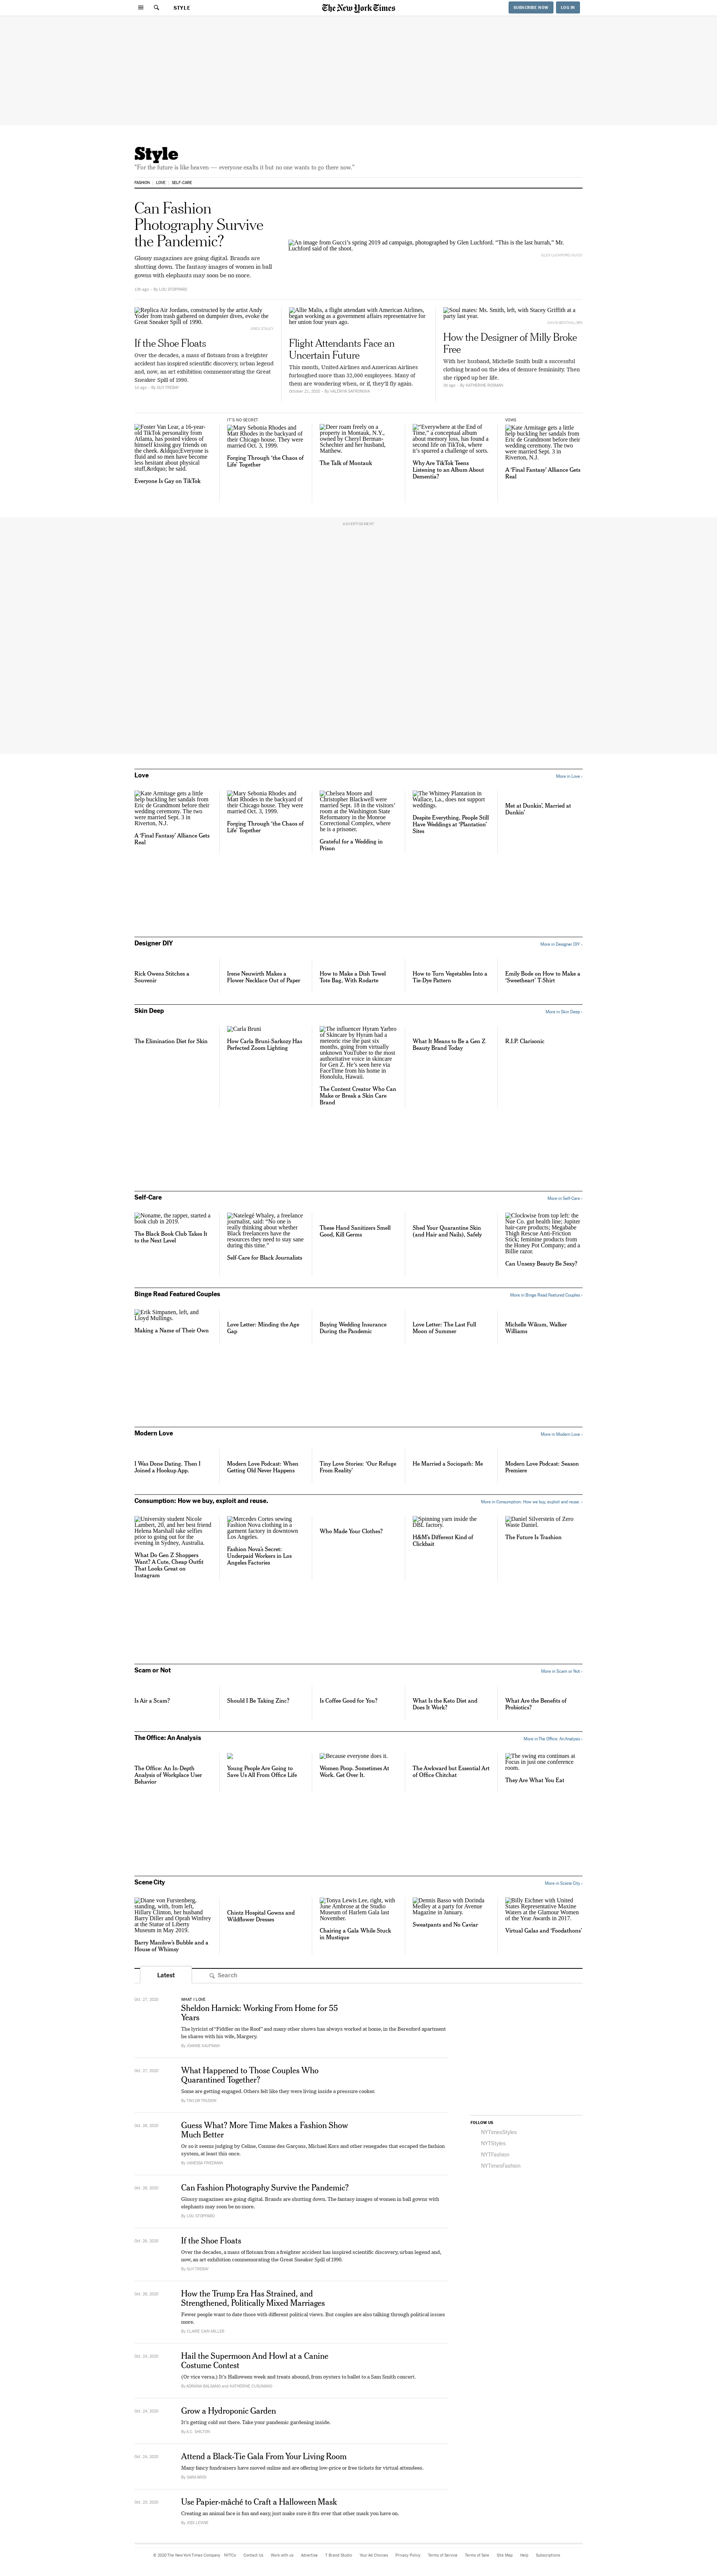 STYLE
The New York Times
SUBSCRIBE NOW
LOG IN
Style
“For the future is like heaven — everyone exalts it but no one wants to go there now.”
FASHION
LOVE
SELF-CARE
Can Fashion
Photography Survive
the Pandemic?
Glossy magazines are going digital. Brands are
shutting down. The fantasy images of women in ball
gowns with elephants may soon be no more.
By LOU STOPPARD
An image from Gucci’s spring 2019 ad campaign, photographed by Glen Luchford. “This is the last hurrah,” Mr.
Luchford said of the shoot.
Replica Air Jordans, constructed by the artist Andy
Yoder from trash gathered on dumpster dives, evoke the
Great Sneaker Spill of 1990.
If the Shoe Floats
Over the decades, a mass of flotsam from a freighter
accident has inspired scientific discovery, urban legend
and, now, an art exhibition commemorating the Great
Sneaker Spill of 1990.
1d ago - By GUY TREBAY
Allie Malis, a flight attendant with American Airlines,
began working as a government affairs representative for
her union four years ago.
Flight Attendants Face an
Uncertain Future
This month, United Airlines and American Airlines
furloughed more than 32,000 employees. Many of
them are wondering when, or if, they’ll fly again.
October 21, 2020 - By VALERIYA SAFRONOVA
Soul mates: Ms. Smith, left, with Stacey Griffith at a
party last year.
How the Designer of Milly Broke
Free
With her husband, Michelle Smith built a successful
clothing brand on the idea of demure femininity. Then
she ripped up her life.
By KATHERINE ROSMAN
Foster Van Lear, a 16-year-
old TikTok personality from
Atlanta, has posted videos of
himself kissing guy friends on
the cheek. &ldquo;Everyone is
fluid and so men have become
less hesitant about physical
stuff,&rdquo; he said.
Everyone Is Gay on TikTok
IT’S NO SECRET
Mary Sebonia Rhodes and
Matt Rhodes in the backyard of
their Chicago house. They were
married Oct. 3, 1999.
Forging Through ‘the Chaos of
Life’ Together
Deer roam freely on a
property in Montauk, N.Y.,
owned by Cheryl Berman-
Schechter and her husband,
Matthew.
The Talk of Montauk
“Everywhere at the End of
Time,” a conceptual album
about memory loss, has found a
second life on TikTok, where
it’s spurred a challenge of sorts.
Why Are TikTok Teens
Listening to an Album About
Dementia?
VOWS
Kate Armitage gets a little
help buckling her sandals from
Eric de Grandmont before their
wedding ceremony. The two
were married Sept. 3 in
Riverton, N.J.
A ‘Final Fantasy’ Alliance Gets
Real
ADVERTISEMENT
Love
More in Love ›
Kate Armitage gets a little
help buckling her sandals from
Eric de Grandmont before their
wedding ceremony. The two
were married Sept. 3 in
Riverton, N.J.
A ‘Final Fantasy’ Alliance Gets
Real
Mary Sebonia Rhodes and
Matt Rhodes in the backyard of
their Chicago house. They were
married Oct. 3, 1999.
Forging Through ‘the Chaos of
Life’ Together
Chelsea Moore and
Christopher Blackwell were
married Sept. 18 in the visitors’
area at the Washington State
Reformatory in the Monroe
Correctional Complex, where
he is a prisoner.
Grateful for a Wedding in
Prison
The Whitney Plantation in
Wallace, La., does not support
weddings.
Despite Everything, People Still
Have Weddings at ‘Plantation’
Sites
Met at Dunkin’, Married at
Dunkin’
Designer DIY
More in Designer DIY ›
Rick Owens Stitches a
Souvenir
Irene Neuwirth Makes a
Flower Necklace Out of Paper
How to Make a Dish Towel
Tote Bag, With Rodarte
How to Turn Vegetables Into a
Tie-Dye Pattern
Emily Bode on How to Make a
‘Sweetheart’ T-Shirt
Skin Deep
More in Skin Deep ›
The Elimination Diet for Skin
Carla Bruni
How Carla Bruni-Sarkozy Has
Perfected Zoom Lighting
The influencer Hyram Yarbro
of Skincare by Hyram had a
meteoric rise the past six
months, going from virtually
unknown YouTuber to the most
authoritative voice in skincare
for Gen Z. He’s seen here via
FaceTime from his home in
Honolulu, Hawaii.
The Content Creator Who Can
Make or Break a Skin Care
Brand
What It Means to Be a Gen Z
Beauty Brand Today
R.I.P. Clarisonic
Self-Care
More in Self-Care ›
Noname, the rapper, started a
book club in 2019.
The Black Book Club Takes It
to the Next Level
Natelegé Whaley, a freelance
journalist, said: “No one is
really thinking about whether
Black freelancers have the
resources they need to stay sane
during this time.”
Self-Care for Black Journalists
These Hand Sanitizers Smell
Good, Kill Germs
Shed Your Quarantine Skin
(and Hair and Nails), Safely
Clockwise from top left: the
Nue Co. gut health line; Jupiter
hair-care products; Megababe
Thigh Rescue Anti-Friction
Stick; feminine products from
the Honey Pot Company; and a
Billie razor.
Can Unsexy Beauty Be Sexy?
Binge Read Featured Couples
More in Binge Read Featured Couples ›
Erik Simpanen, left, and
Lloyd Mullings.
Making a Name of Their Own
Love Letter: Minding the Age
Gap
Buying Wedding Insurance
During the Pandemic
Love Letter: The Last Full
Moon of Summer
Michelle Wikum, Walker
Williams
Modern Love
More in Modern Love ›
I Was Done Dating. Then I
Joined a Hookup App.
Modern Love Podcast: When
Getting Old Never Happens
Tiny Love Stories: ‘Our Refuge
From Reality’
He Married a Sociopath: Me
Modern Love Podcast: Season
Premiere
Consumption: How we buy, exploit and reuse.
More in Consumption: How we buy, exploit and reuse. ›
University student Nicole
Lambert, 20, and her best friend
Helena Marshall take selfies
prior to going out for the
evening in Sydney, Australia.
What Do Gen Z Shoppers
Want? A Cute, Cheap Outfit
That Looks Great on
Instagram
Mercedes Cortes sewing
Fashion Nova clothing in a
garment factory in downtown
Los Angeles.
Fashion Nova’s Secret:
Underpaid Workers in Los
Angeles Factories
Who Made Your Clothes?
Spinning yarn inside the
DBL factory.
H&M’s Different Kind of
Clickbait
Daniel Silverstein of Zero
Waste Daniel.
The Future Is Trashion
Scam or Not
More in Scam or Not ›
Is Air a Scam?
Should I Be Taking Zinc?
Is Coffee Good for You?
What Is the Keto Diet and
Does It Work?
What Are the Benefits of
Probiotics?
The Office: An Analysis
More in The Office: An Analysis ›
The Office: An In-Depth
Analysis of Workplace User
Behavior
Young People Are Going to
Save Us All From Office Life
Because everyone does it.
Women Poop. Sometimes At
Work. Get Over It.
The Awkward but Essential Art
of Office Chitchat
The swing era continues at
Focus in just one conference
room.
They Are What You Eat
Scene City
More in Scene City ›
Diane von Furstenberg,
standing, with, from left,
Hillary Clinton, her husband
Barry Diller and Oprah Winfrey
at the Statue of Liberty
Museum in May 2019.
Barry Manilow’s Bubble and a
House of Whimsy
Chintz Hospital Gowns and
Wildflower Dresses
Tonya Lewis Lee, right, with
June Ambrose at the Studio
Museum of Harlem Gala last
November.
Chairing a Gala While Stuck
in Mustique
Dennis Basso with Dorinda
Medley at a party for Avenue
Magazine in January.
Sweatpants and No Caviar
Billy Eichner with United
States Representative Maxine
Waters at the Glamour Women
of the Year Awards in 2017.
Virtual Galas and ‘Foodathons’
Latest
Search
Oct. 27, 2020
WHAT I LOVE
Sheldon Harnick: Working From Home for 55
Years
The lyricist of “Fiddler on the Roof” and many other shows has always worked at home, in the Beresford apartment
he shares with his wife, Margery.
By JOANNE KAUFMAN
Oct. 27, 2020
What Happened to Those Couples Who
Quarantined Together?
Some are getting engaged. Others felt like they were living inside a pressure cooker.
By TAYLOR TRUDON
Oct. 26, 2020
Guess What? More Time Makes a Fashion Show
Much Better
Or so it seems judging by Celine, Comme des Garçons, Michael Kors and other renegades that escaped the fashion
system, at least this once.
By VANESSA FRIEDMAN
FOLLOW US
NYTimesStyles
NYTStyles
NYTFashion
NYTimesFashion
Oct. 26, 2020
Can Fashion Photography Survive the Pandemic?
Glossy magazines are going digital. Brands are shutting down. The fantasy images of women in ball gowns with
elephants may soon be no more.
By LOU STOPPARD
Oct. 26, 2020
If the Shoe Floats
Over the decades, a mass of flotsam from a freighter accident has inspired scientific discovery, urban legend and,
now, an art exhibition commemorating the Great Sneaker Spill of 1990.
By GUY TREBAY
Oct. 26, 2020
How the Trump Era Has Strained, and
Strengthened, Politically Mixed Marriages
Fewer people want to date those with different political views. But couples are also talking through political issues
more.
By CLAIRE CAIN MILLER
Oct. 24, 2020
Hail the Supermoon And Howl at a Canine
Costume Contest
(Or vice versa.) It’s Halloween week and treats abound, from oysters to ballet to a Sam Smith concert.
By ADRIANA BALSAMO and KATHERINE CUSUMANO
Oct. 24, 2020
Grow a Hydroponic Garden
It’s getting cold out there. Take your pandemic gardening inside.
By A.C. SHILTON
Oct. 24, 2020
Attend a Black-Tie Gala From Your Living Room
Many fancy fundraisers have moved online and are offering low-price or free tickets for virtual attendees.
Oct. 23, 2020
Use Papier-mâché to Craft a Halloween Mask
Creating an animal face is fun and easy, just make sure it fits over that other mask you have on.
By JODI LEVINE
© 2020 The New York Times Company
NYTCo
Contact Us
Work with us
Advertise
T Brand Studio
Your Ad Choices
Privacy Policy
Terms of Service
Terms of Sale
Site Map
Help
Subscriptions